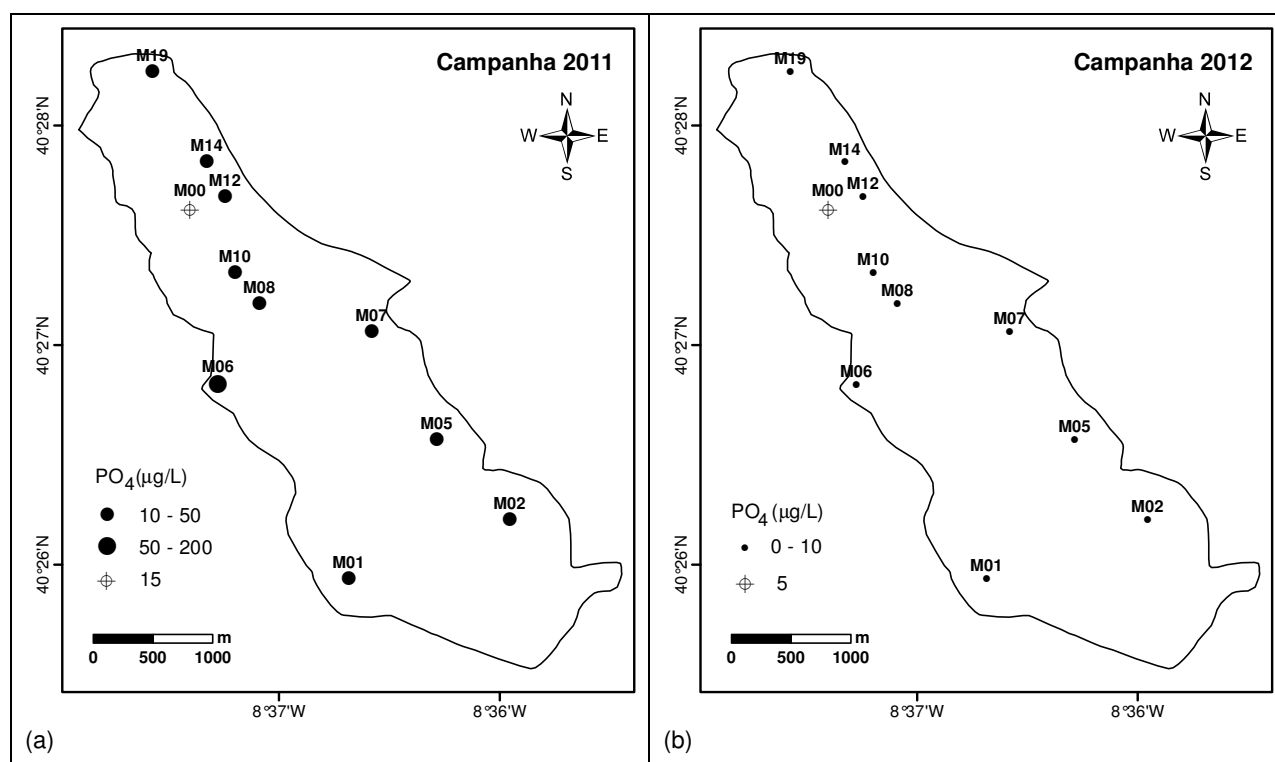 Campanha 2011
M19
N
W E
S
40°28'N
M14
M12
M00
M10
M08
M07
40°27'N
M06
M05
PO4(µg/L)
10 - 50
50 - 200
15
M02
40°26'N
M01
m
0 500 1000
8°37'W 8°36'W
(a)
Campanha 2012
M19
N
W E
S
40°28'N
M14
M12
M00
M10
M08
M07
40°27'N
M06
M05
M02
PO4 (µg/L)
0 - 10
5
40°26'N
M01
m
0 500 1000
8°37'W 8°36'W
(b)